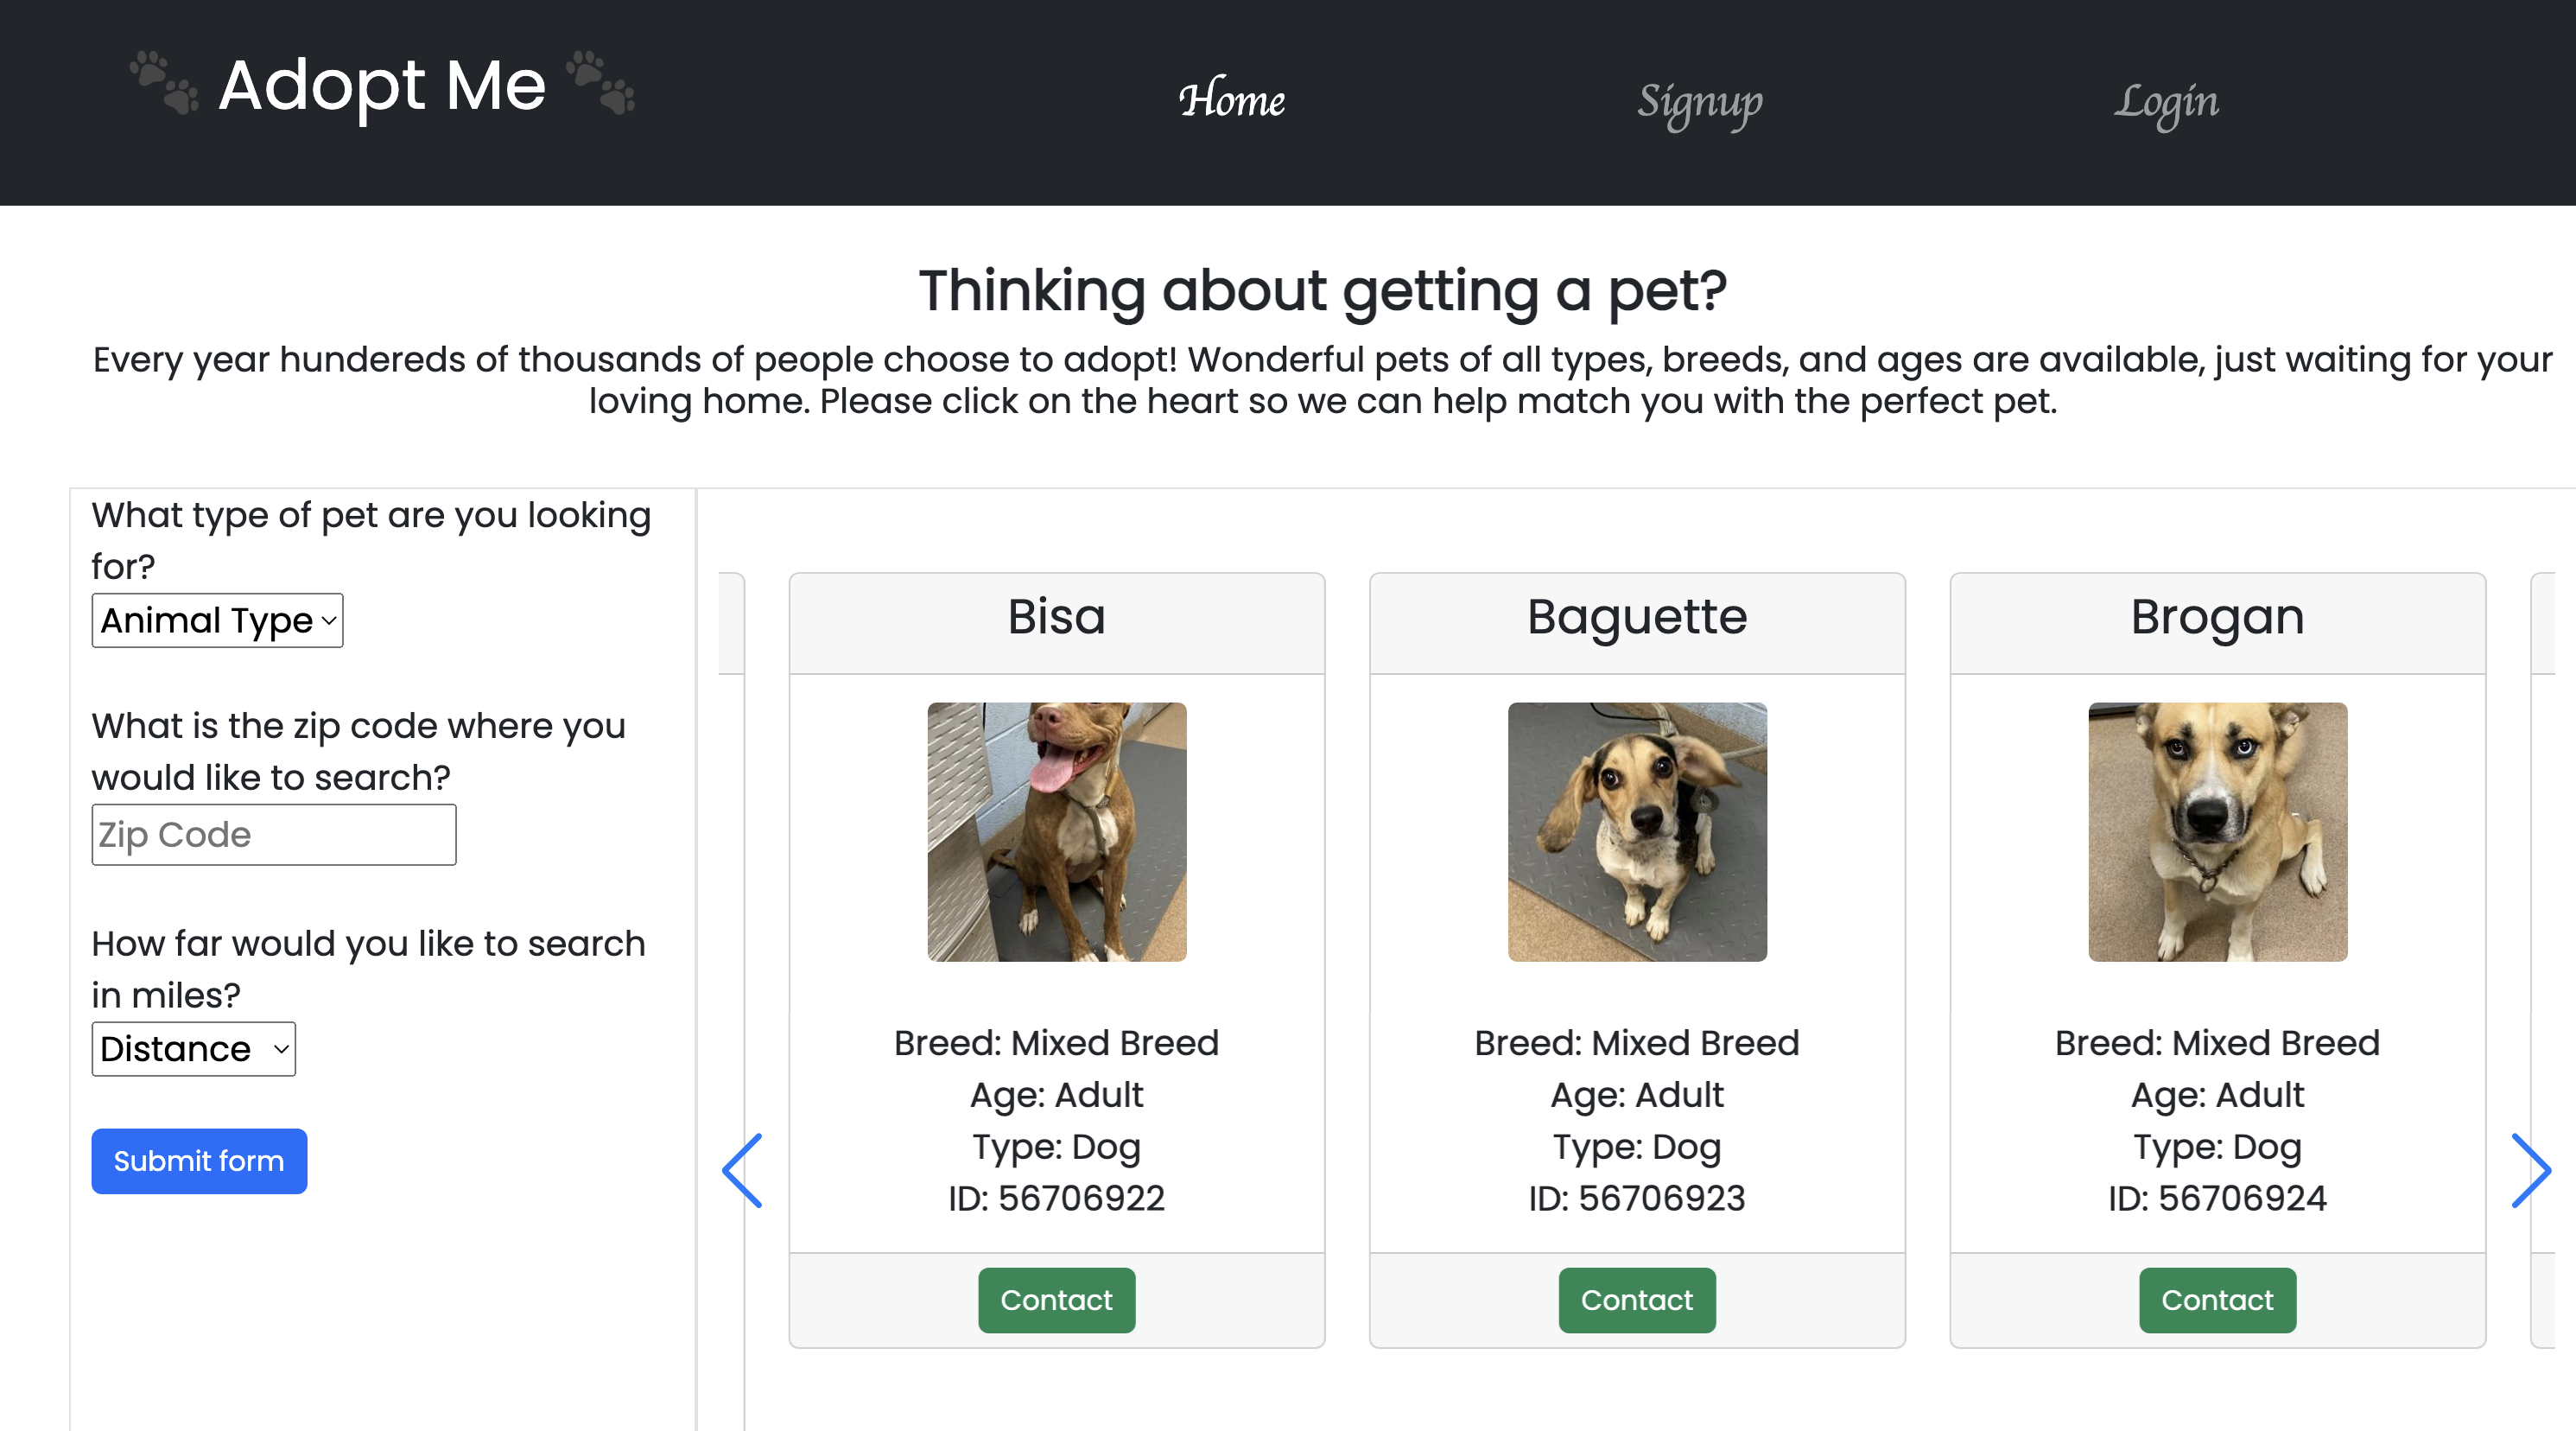 Adopt Me
Home
Signup
Login
Thinking about getting a pet?
Every year hundereds of thousands of people choose to adopt! Wonderful pets of all types, breeds, and ages are available, just waiting for your
loving home. Please click on the heart so we can help match you with the perfect pet.
What type of pet are you looking
for?
Animal Type
What is the zip code where you
would like to search?
Zip Code
How far would you like to search
in miles?
Distance
Submit form
Bisa
Breed: Mixed Breed
Age: Adult
Type: Dog
ID: 56706922
Contact
Baguette
Breed: Mixed Breed
Age: Adult
Type: Dog
ID: 56706923
Contact
Brogan
Breed: Mixed Breed
Age: Adult
Type: Dog
ID: 56706924
Contact